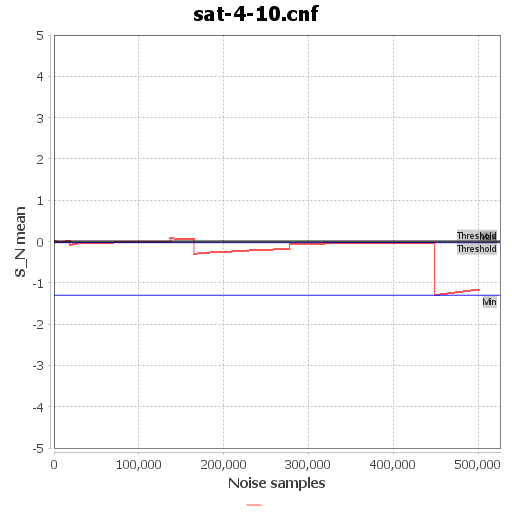 sat-4-10.cnf
5
4
3
2
1
0
-1
-2
-3
-4
-5
S_N mean
Threshold
Threshold
Min
0
100,000
200,000
300,000
400,000
500,000
Noise samples